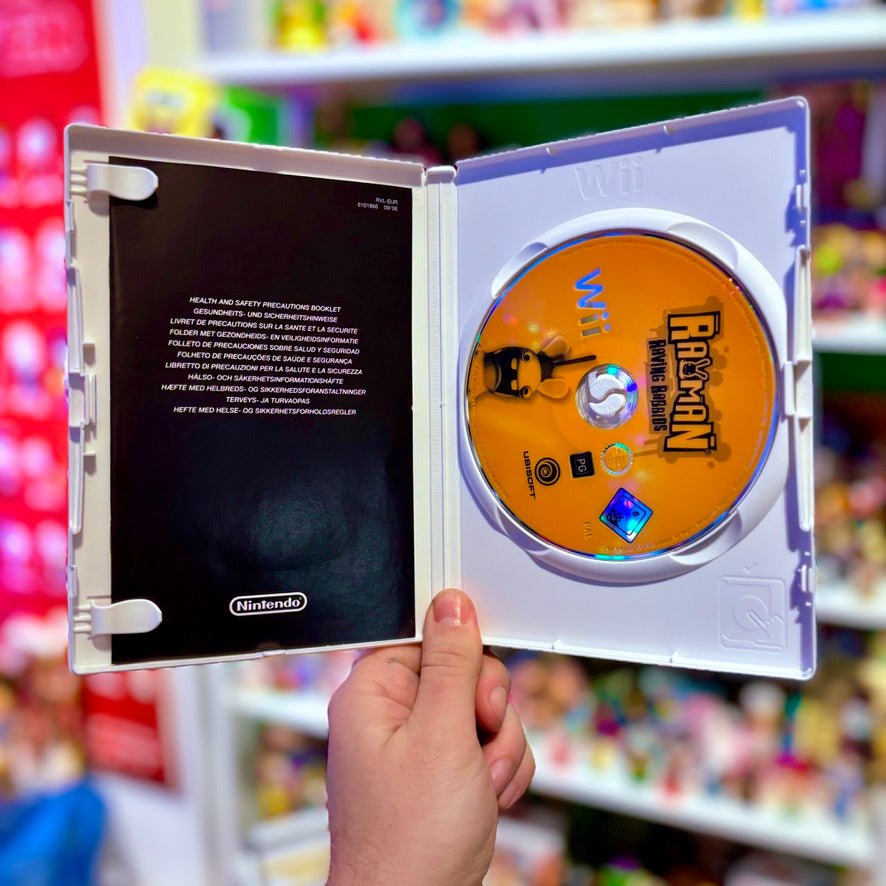 RVL-EUR
6101866 09/06
HEALTH AND SAFETY PRECAUTIONS BOOKLET
GESUNDHEITS- UND SICHERHEITSHINWEISE
LIVRET DE PRECAUTIONS SUR LA SANTE ET LA SECURITE
FOLDER MET GEZONDHEIDS- EN VEILIGHEIDSINFORMATIE
FOLLETO DE PRECAUCIONES SOBRE SALUD Y SEGURIDAD
FOLHETO DE PRECAUÇÕES DE SAÚDE E SEGURANÇA
LIBRETTO DI PRECAUZIONI PER LA SALUTE E LA SICUREZZA
HÄLSO- OCH SÄKERHETSINFORMATIONSHÄFTE
HÆFTE MED HELBREDS- OG SIKKERHEDSFORANSTALTNINGER
TERVEYS- JA TURVAOPAS
HEFTE MED HELSE- OG SIKKERHETSFORHOLDSREGLER
Nintendo
Wii
Wii
RAYMAN
RAVING RABBIDS
UBISOFT
PG
PAL